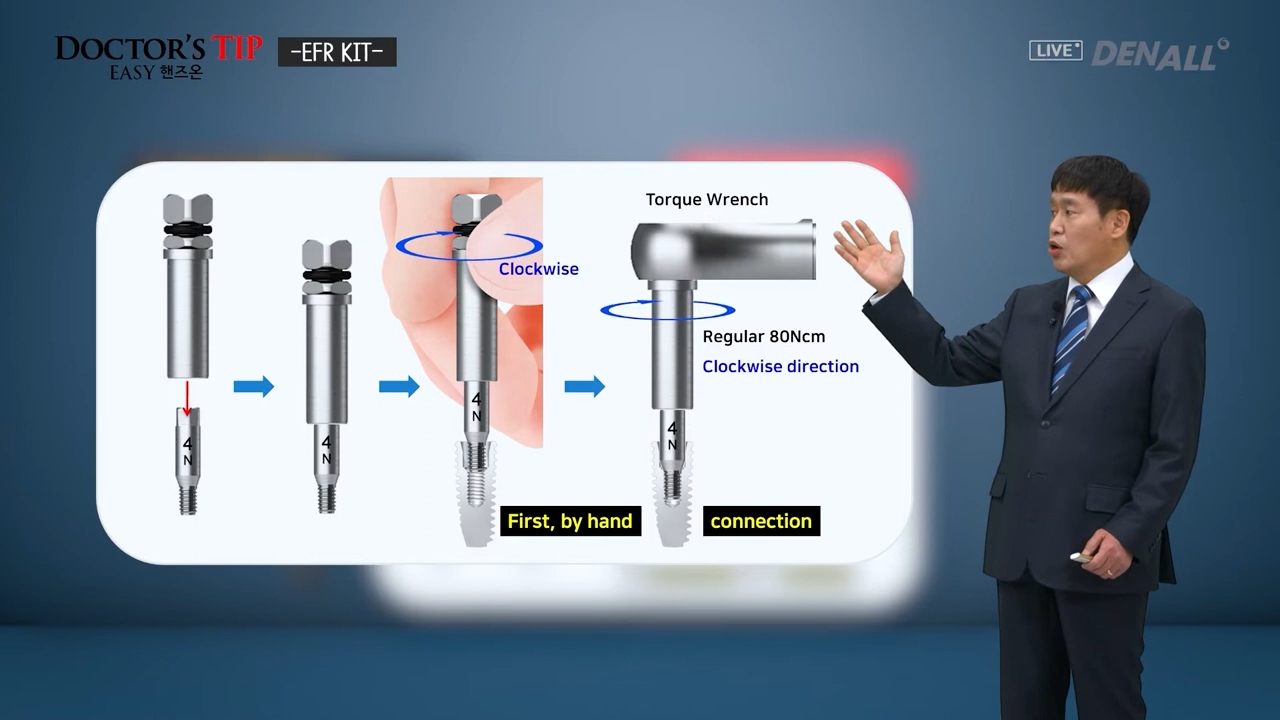 DOCTOR'S TIP
EASY 핸즈온
-EFR KIT-
LIVE
DENALL
Torque Wrench
Clockwise
Regular 80Ncm
Clockwise direction
4
N
4
N
4
N
4
N
First, by hand
connection